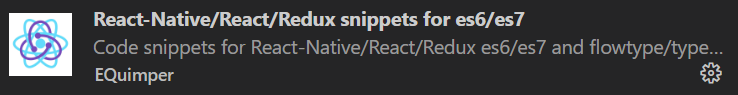 React-Native/React/Redux snippets for es6/es7
Code snippets for React-Native/React/Redux es6/es7 and flowtype/type...
EQuimper